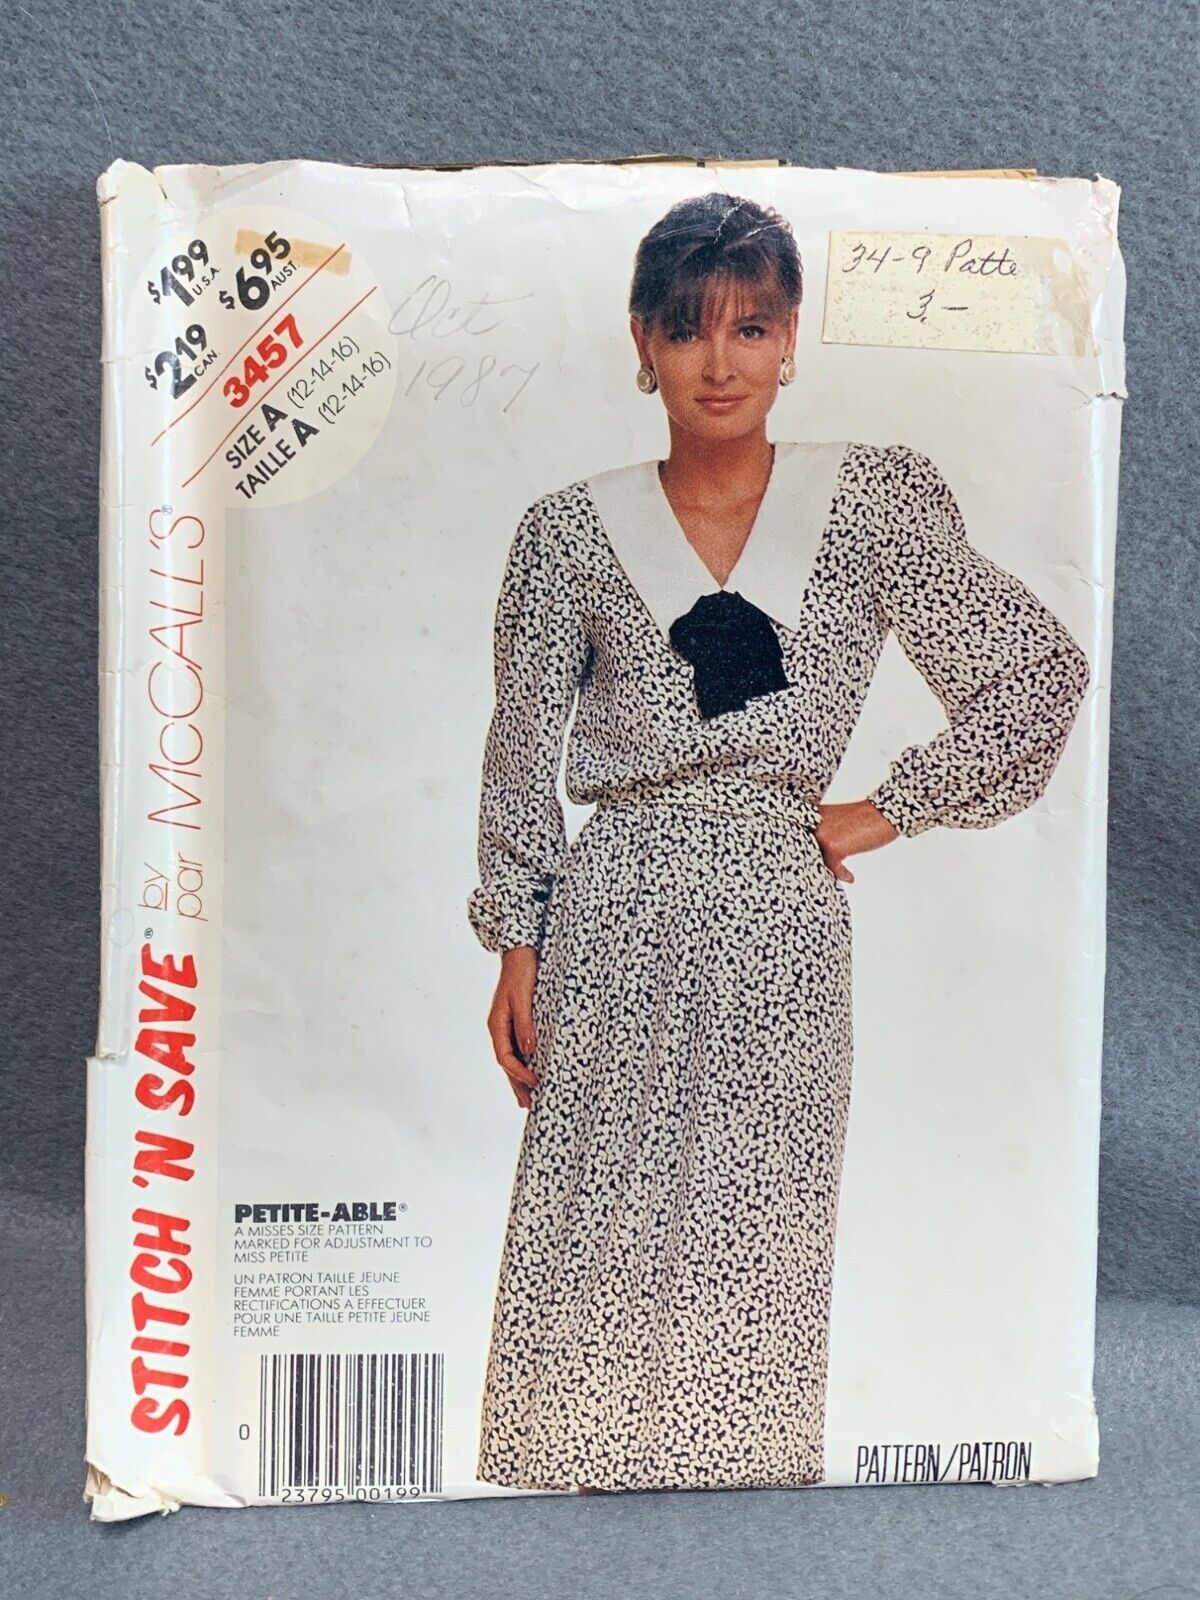 $1.99 U.S.A
$6.95 AUST.
$2.19 CAN
3457
SIZE A (12-14-16)
TAILLE A (12-14-16)
Oct
1987
34-9 Patte
3.-
STITCH 'N SAVE® by par McCALL'S®
PETITE-ABLE®
A MISSES SIZE PATTERN
MARKED FOR ADJUSTMENT TO
MISS PETITE
UN PATRON TAILLE JEUNE
FEMME PORTANT LES
RECTIFICATIONS A EFFECTUER
POUR UNE TAILLE PETITE JEUNE
FEMME
0
23795 00199
PATTERN/PATRON